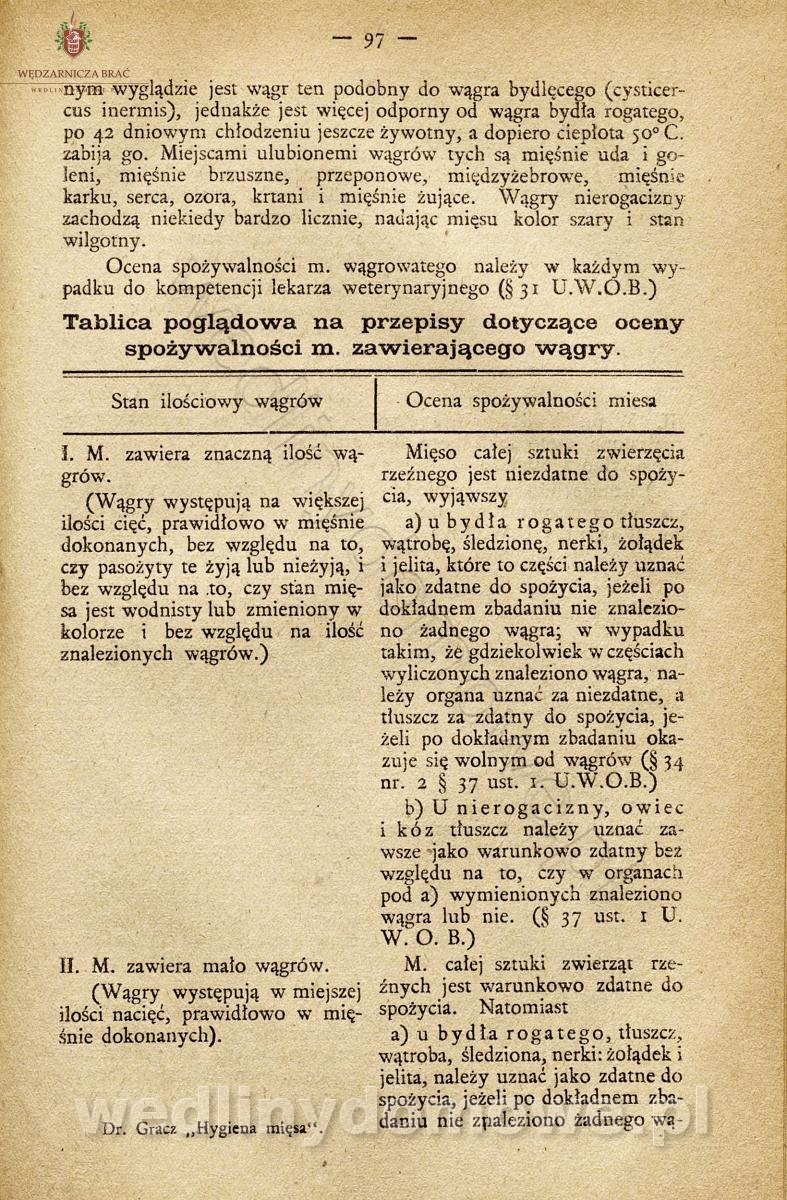 — 97 —
WĘDZARNICZA BRAĆ
nym wyglądzie jest wągr ten podobny do wągra bydlęcego (cysticer-
cus inermis), jednakże jest więcej odporny od wągra bydła rogatego,
po 42 dniowym chłodzeniu jeszcze żywotny, a dopiero ciepłota 50° C.
zabija go. Miejscami ulubionemi wągrów tych są mięśnie uda i go-
leni, mięśnie brzuszne, przeponowe, międzyżebrowe, mięśnie
karku, serca, ozora, krtani i mięśnie żujące. Wągry nierogacizny
zachodzą niekiedy bardzo licznie, nadając mięsu kolor szary i stan
wilgotny.
Ocena spożywalności m. wągrowatego należy w każdym wy-
padku do kompetencji lekarza weterynaryjnego (§ 31 U.W.O.B.)
Tablica poglądowa na przepisy dotyczące oceny
spożywalności m. zawierającego wągry.
Stan ilościowy wągrów
Ocena spożywalności miesa
I. M. zawiera znaczną ilość wą-
grów.
(Wągry występują na większej
ilości cięć, prawidłowo w mięśnie
dokonanych, bez względu na to,
czy pasożyty te żyją lub nieżyją, i
bez względu na to, czy stan mię-
sa jest wodnisty lub zmieniony w
kolorze i bez względu na ilość
znalezionych wągrów.)
Mięso całej sztuki zwierzęcia
rzeźnego jest niezdatne do spoży-
cia, wyjąwszy
a) u bydła rogatego tłuszcz,
wątrobę, śledzionę, nerki, żołądek
i jelita, które to części należy uznać
jako zdatne do spożycia, jeżeli po
dokładnem zbadaniu nie znalezio-
no żadnego wągra; w wypadku
takim, że gdziekolwiek w częściach
wyliczonych znaleziono wągra, na-
leży organa uznać za niezdatne, a
tłuszcz za zdatny do spożycia, je-
żeli po dokładnym zbadaniu oka-
zuje się wolnym od wągrów (§ 34
nr. 2 § 37 ust. 1. U.W.O.B.)
b) U nierogacizny, owiec
i kóz tłuszcz należy uznać za-
wsze jako warunkowo zdatny bez
względu na to, czy w organach
pod a) wymienionych znaleziono
wągra lub nie. (§ 37 ust. 1 U.
W. O. B.)
II. M. zawiera mało wągrów.
(Wągry występują w miejszej
ilości nacięć, prawidłowo w mię-
śnie dokonanych).
M. całej sztuki zwierząt rze-
źnych jest warunkowo zdatne do
spożycia. Natomiast
a) u bydła rogatego, tłuszcz,
wątroba, śledziona, nerki: żołądek i
jelita, należy uznać jako zdatne do
spożycia, jeżeli po dokładnem zba-
daniu nie zpaleziono żadnego wą-
Dr. Gracz „Hygiena mięsa“.
wedlinydomowe.pl